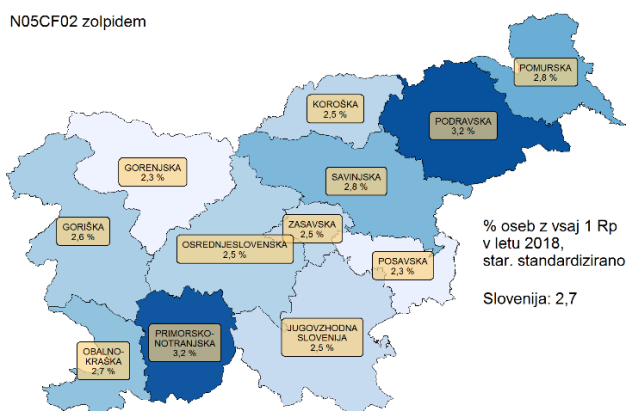 N05CF02 zolpidem
POMURSKA
2,8 %
KOROŠKA
2,5 %
PODRAVSKA
3,2 %
GORENJSKA
2,3 %
SAVINJSKA
2,8 %
GORIŠKA
2,6 %
ZASAVSKA
2,5 %
OSREDNJESLOVENSKA
2,5 %
POSAVSKA
2,3 %
% oseb z vsaj 1 Rp
v letu 2018,
star. standardizirano
Slovenija: 2,7
PRIMORSKO-
NOTRANJSKA
3,2 %
JUGOVZHODNA
SLOVENIJA
2,5 %
OBALNO-
KRAŠKA
2,7 %